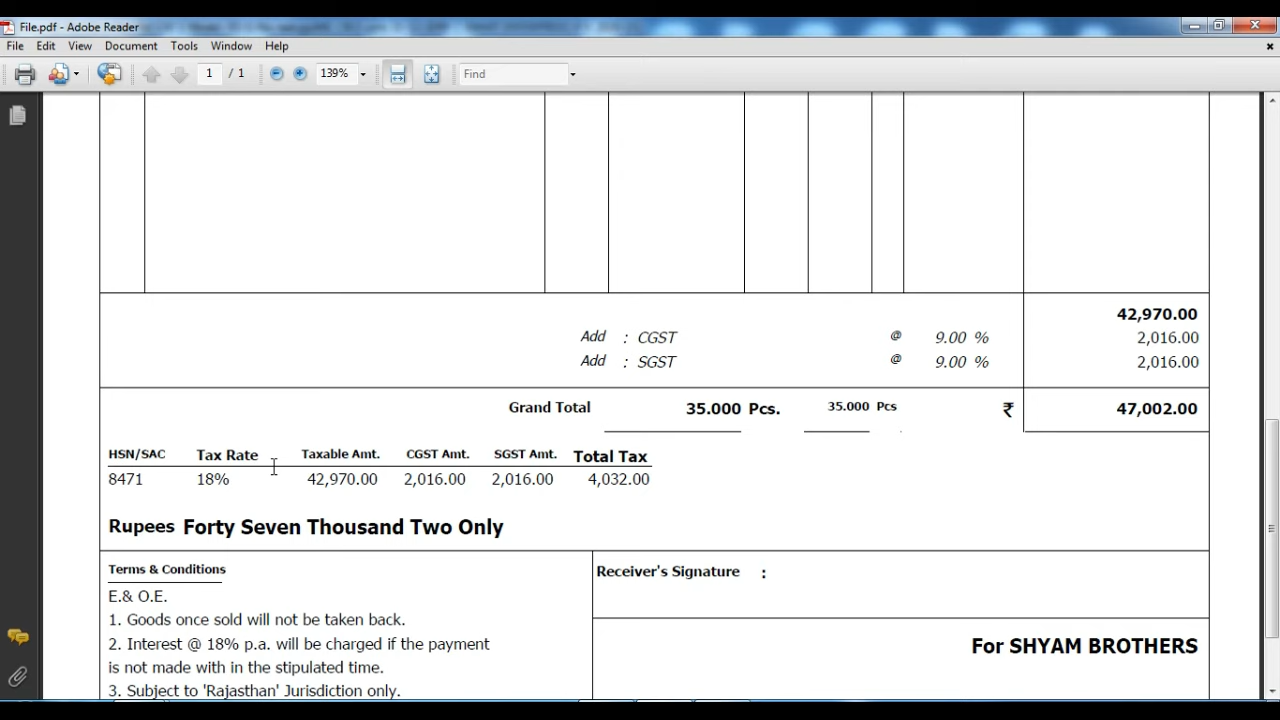 File.pdf - Adobe Reader
File Edit View Document Tools Window Help
1 / 1 139% Find
42,970.00
Add : CGST @ 9.00 % 2,016.00
Add : SGST @ 9.00 % 2,016.00
Grand Total 35.000 Pcs. 35.000 Pcs ₹ 47,002.00
HSN/SAC Tax Rate Taxable Amt. CGST Amt. SGST Amt. Total Tax
8471 18% 42,970.00 2,016.00 2,016.00 4,032.00
Rupees Forty Seven Thousand Two Only
Terms & Conditions
E.& O.E.
1. Goods once sold will not be taken back.
2. Interest @ 18% p.a. will be charged if the payment
is not made with in the stipulated time.
3. Subject to 'Rajasthan' Jurisdiction only.
Receiver's Signature :
For SHYAM BROTHERS